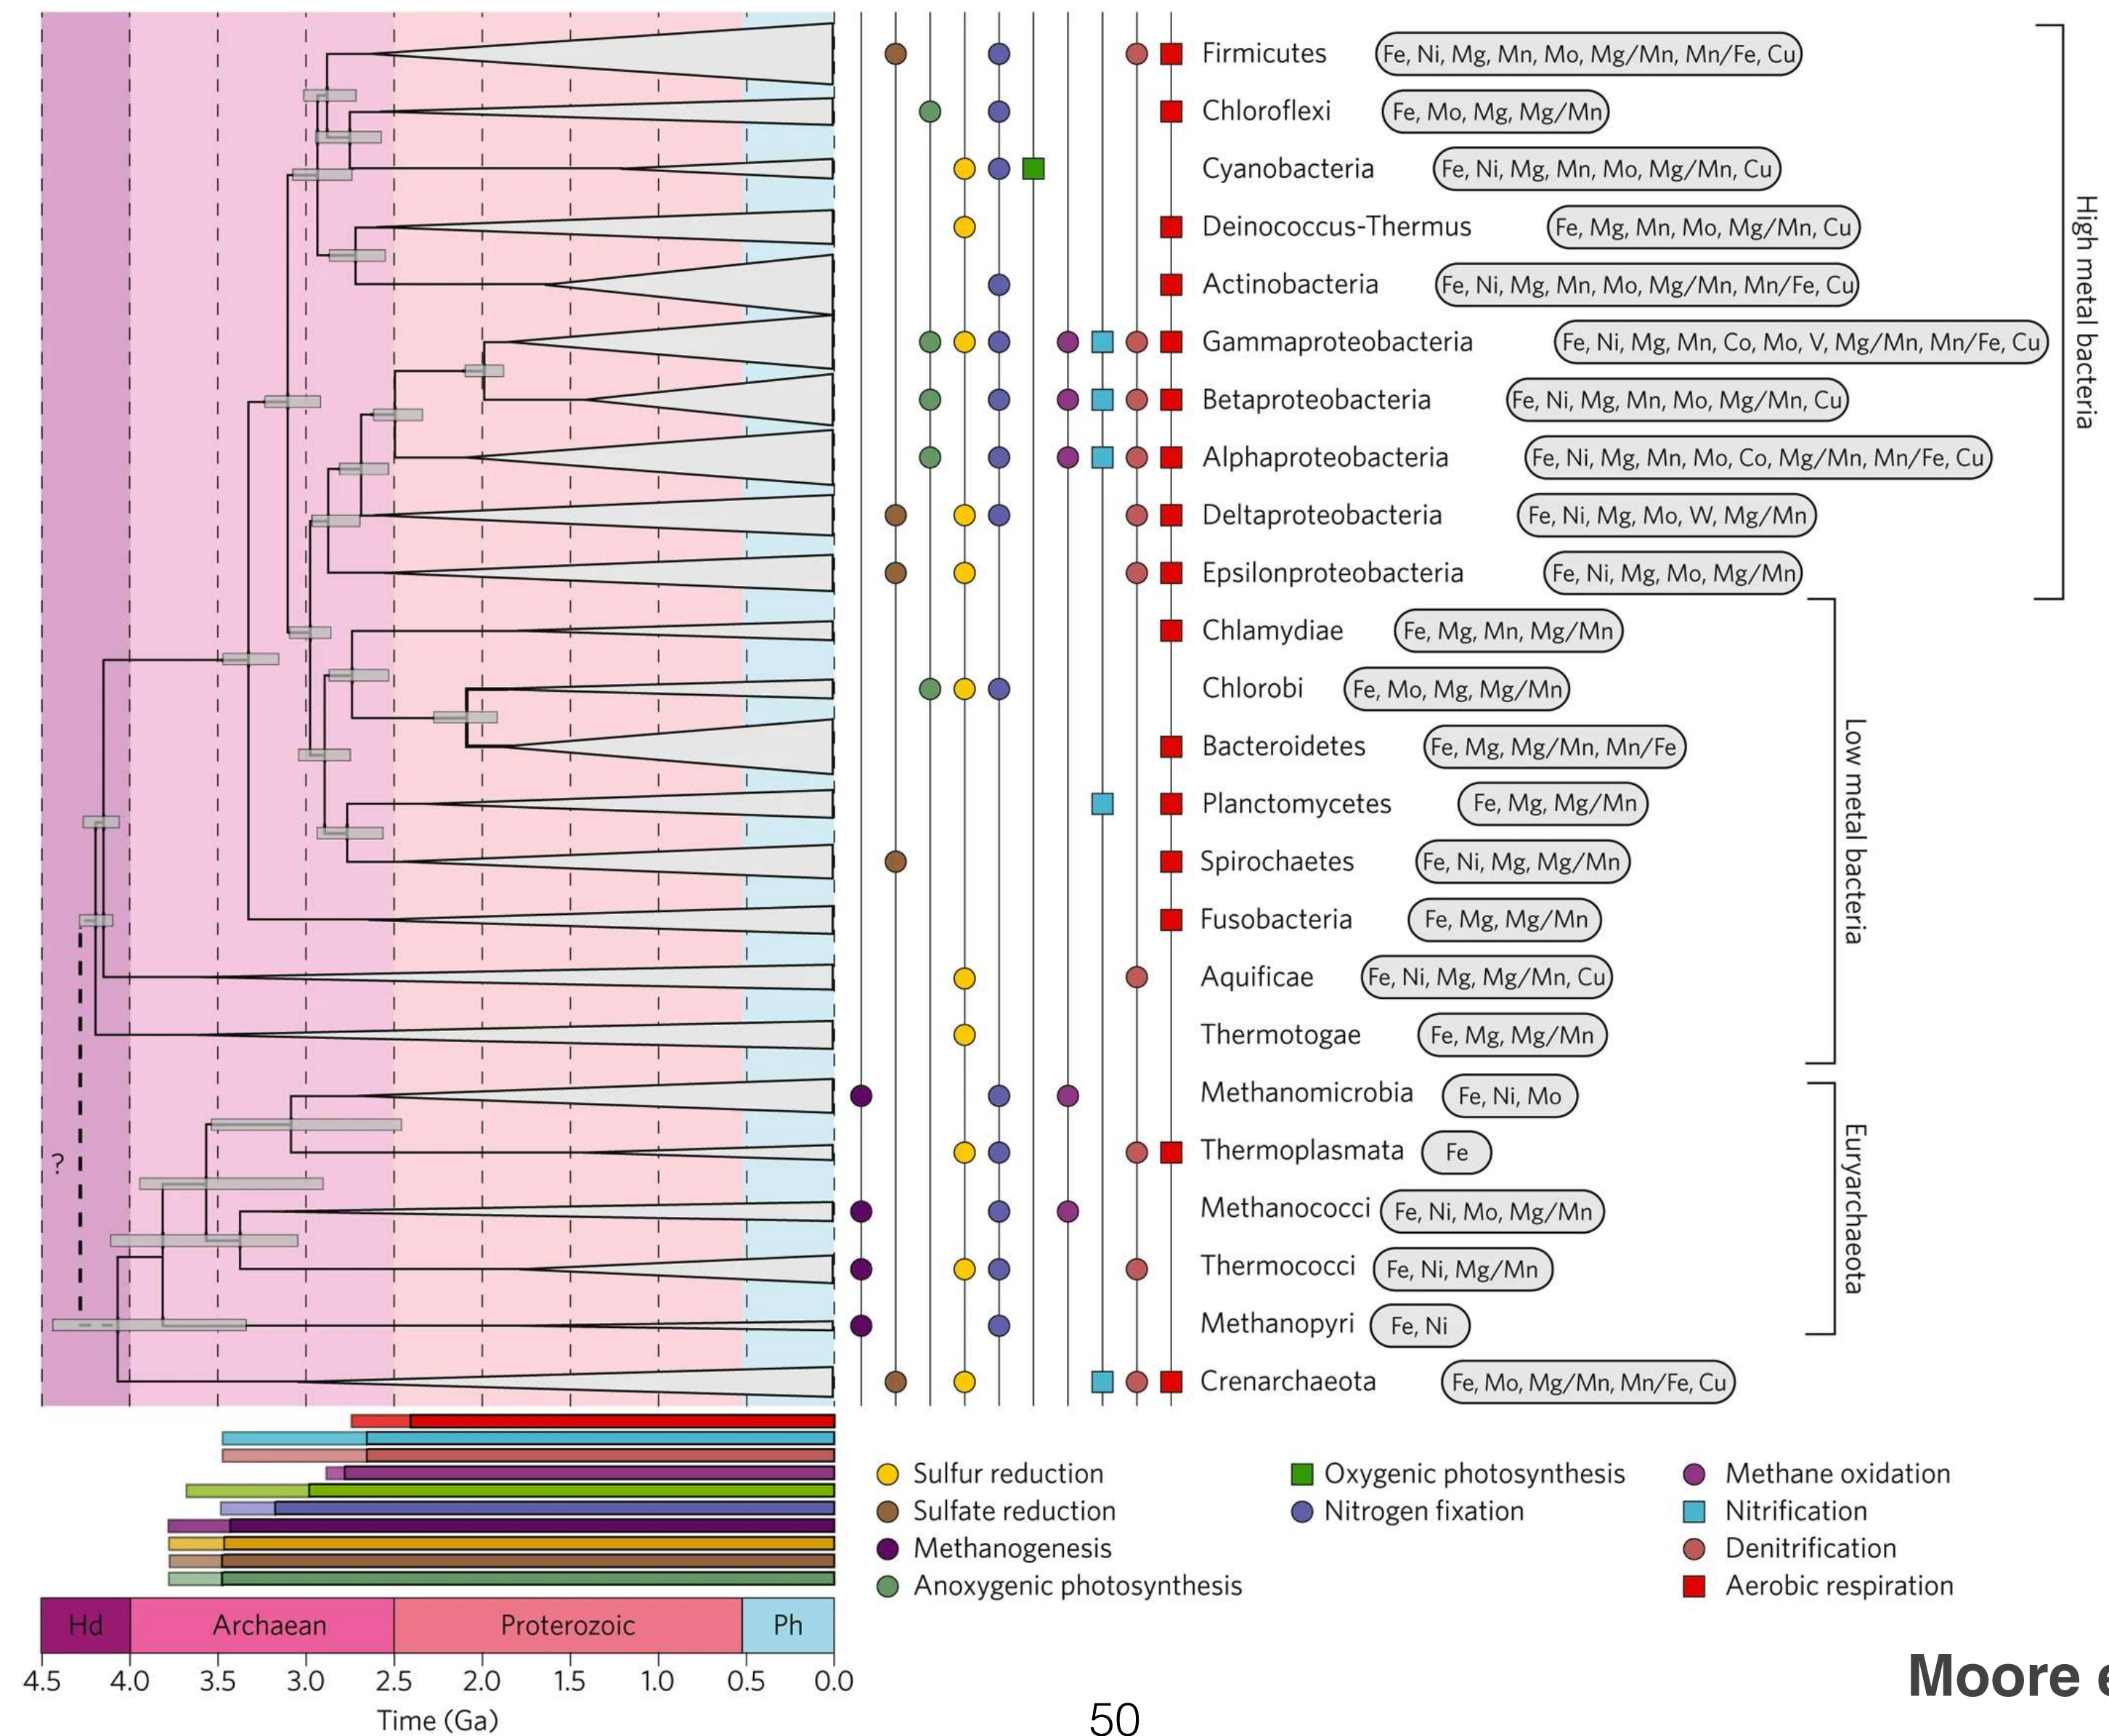 Firmicutes Fe, Ni, Mg, Mn, Mo, Mg/Mn, Mn/Fe, Cu
Chloroflexi Fe, Mo, Mg, Mg/Mn
Cyanobacteria Fe, Ni, Mg, Mn, Mo, Mg/Mn, Cu
Deinococcus-Thermus Fe, Mg, Mn, Mo, Mg/Mn, Cu
Actinobacteria Fe, Ni, Mg, Mn, Mo, Mg/Mn, Mn/Fe, Cu
Gammaproteobacteria Fe, Ni, Mg, Mn, Co, Mo, V, Mg/Mn, Mn/Fe, Cu
Betaproteobacteria Fe, Ni, Mg, Mn, Mo, Mg/Mn, Cu
Alphaproteobacteria Fe, Ni, Mg, Mn, Mo, Co, Mg/Mn, Mn/Fe, Cu
Deltaproteobacteria Fe, Ni, Mg, Mo, W, Mg/Mn
Epsilonproteobacteria Fe, Ni, Mg, Mo, Mg/Mn
High metal bacteria
Chlamydiae Fe, Mg, Mn, Mg/Mn
Chlorobi Fe, Mo, Mg, Mg/Mn
Bacteroidetes Fe, Mg, Mg/Mn, Mn/Fe
Planctomycetes Fe, Mg, Mg/Mn
Spirochaetes Fe, Ni, Mg, Mg/Mn
Fusobacteria Fe, Mg, Mg/Mn
Aquificae Fe, Ni, Mg, Mg/Mn, Cu
Thermotogae Fe, Mg, Mg/Mn
Low metal bacteria
Methanomicrobia Fe, Ni, Mo
? Thermoplasmata Fe
Methanococci Fe, Ni, Mo, Mg/Mn
Thermococci Fe, Ni, Mg/Mn
Methanopyri Fe, Ni
Euryarchaeota
Crenarchaeota Fe, Mo, Mg/Mn, Mn/Fe, Cu
Sulfur reduction Oxygenic photosynthesis Methane oxidation
Sulfate reduction Nitrogen fixation Nitrification
Methanogenesis Denitrification
Anoxygenic photosynthesis Aerobic respiration
Hd Archaean Proterozoic Ph
4.5 4.0 3.5 3.0 2.5 2.0 1.5 1.0 0.5 0.0
Time (Ga)
50
Moore